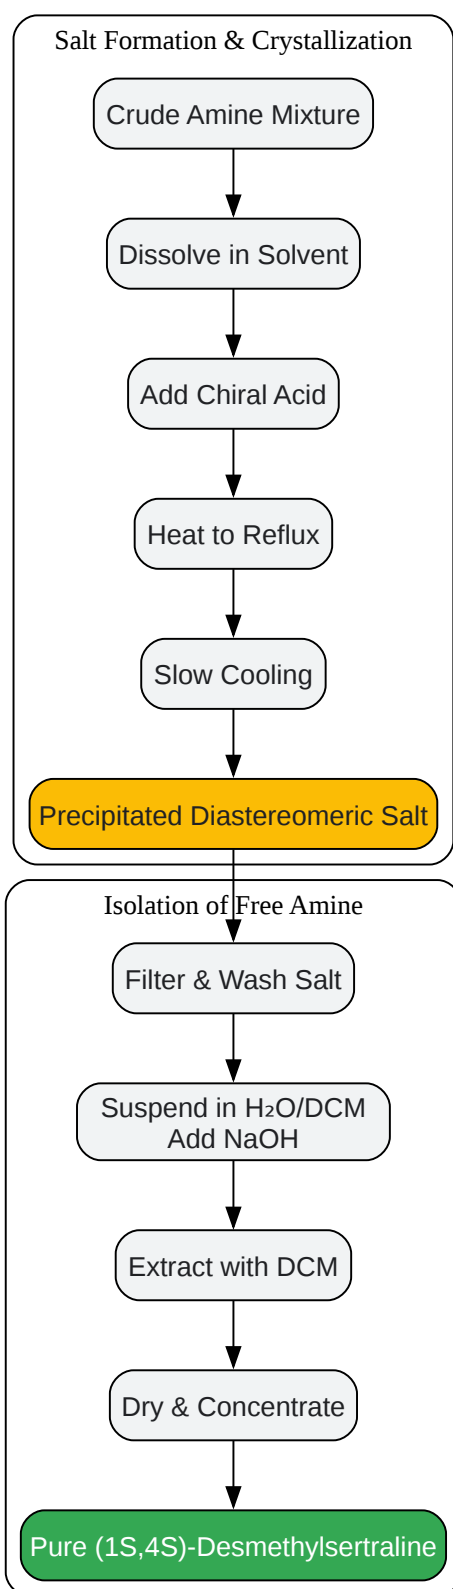 Salt Formation & Crystallization
Crude Amine Mixture
Dissolve in Solvent
Add Chiral Acid
Heat to Reflux
Slow Cooling
Precipitated Diastereomeric Salt
Isolation of Free Amine
Filter & Wash Salt
Suspend in H₂O/DCM
Add NaOH
Extract with DCM
Dry & Concentrate
Pure (1S,4S)-Desmethylsertraline